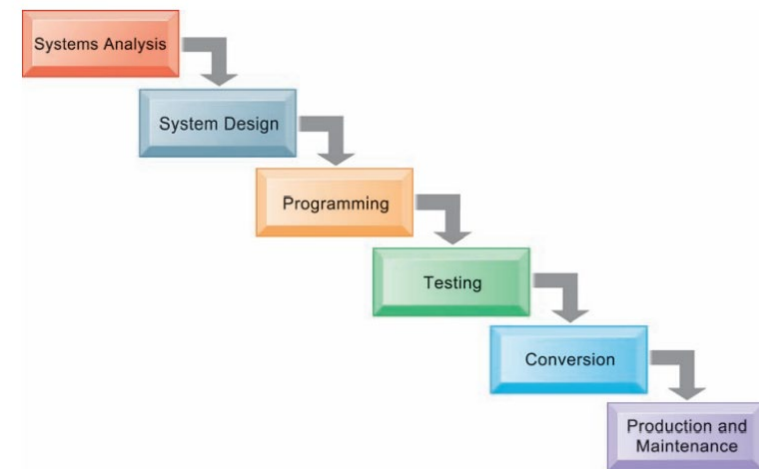 Systems Analysis
System Design
Programming
Testing
Conversion
Production and
Maintenance